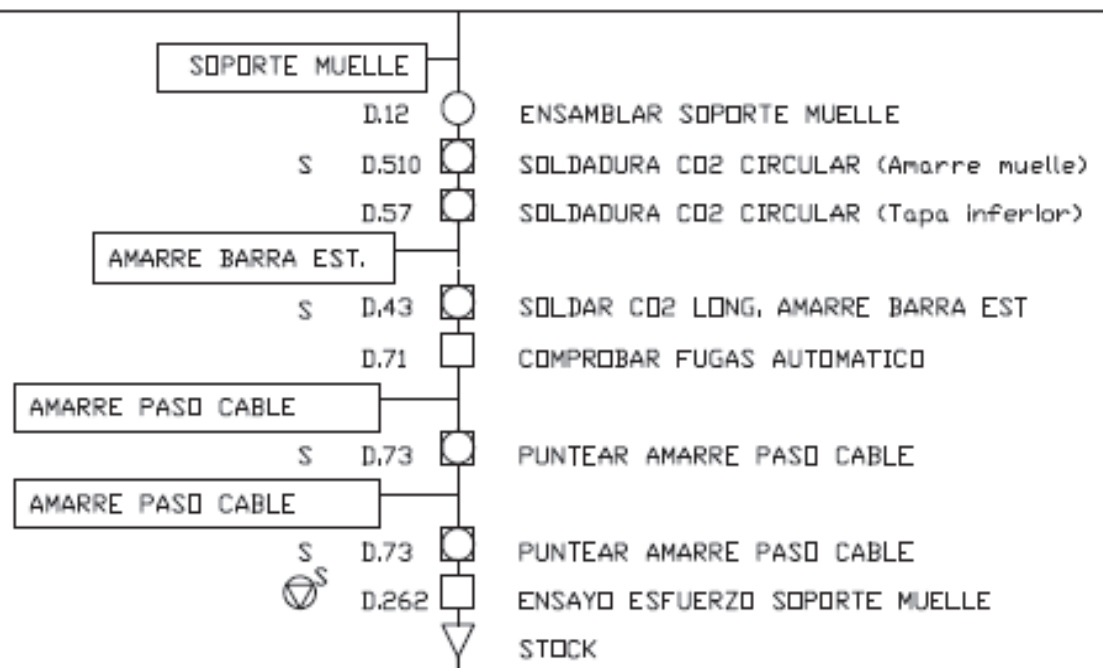 SOPORTE MUELLE
D.12 ENSAMBLAR SOPORTE MUELLE
S D.510 SOLDADURA CO2 CIRCULAR (Amarre muelle)
D.57 SOLDADURA CO2 CIRCULAR (Tapa inferior)
AMARRE BARRA EST.
S D.43 SOLDAR CO2 LONG. AMARRE BARRA EST
D.71 COMPROBAR FUGAS AUTOMATICO
AMARRE PASO CABLE
S D.73 PUNTEAR AMARRE PASO CABLE
AMARRE PASO CABLE
S D.73 PUNTEAR AMARRE PASO CABLE
S D.262 ENSAYO ESFUERZO SOPORTE MUELLE
STOCK